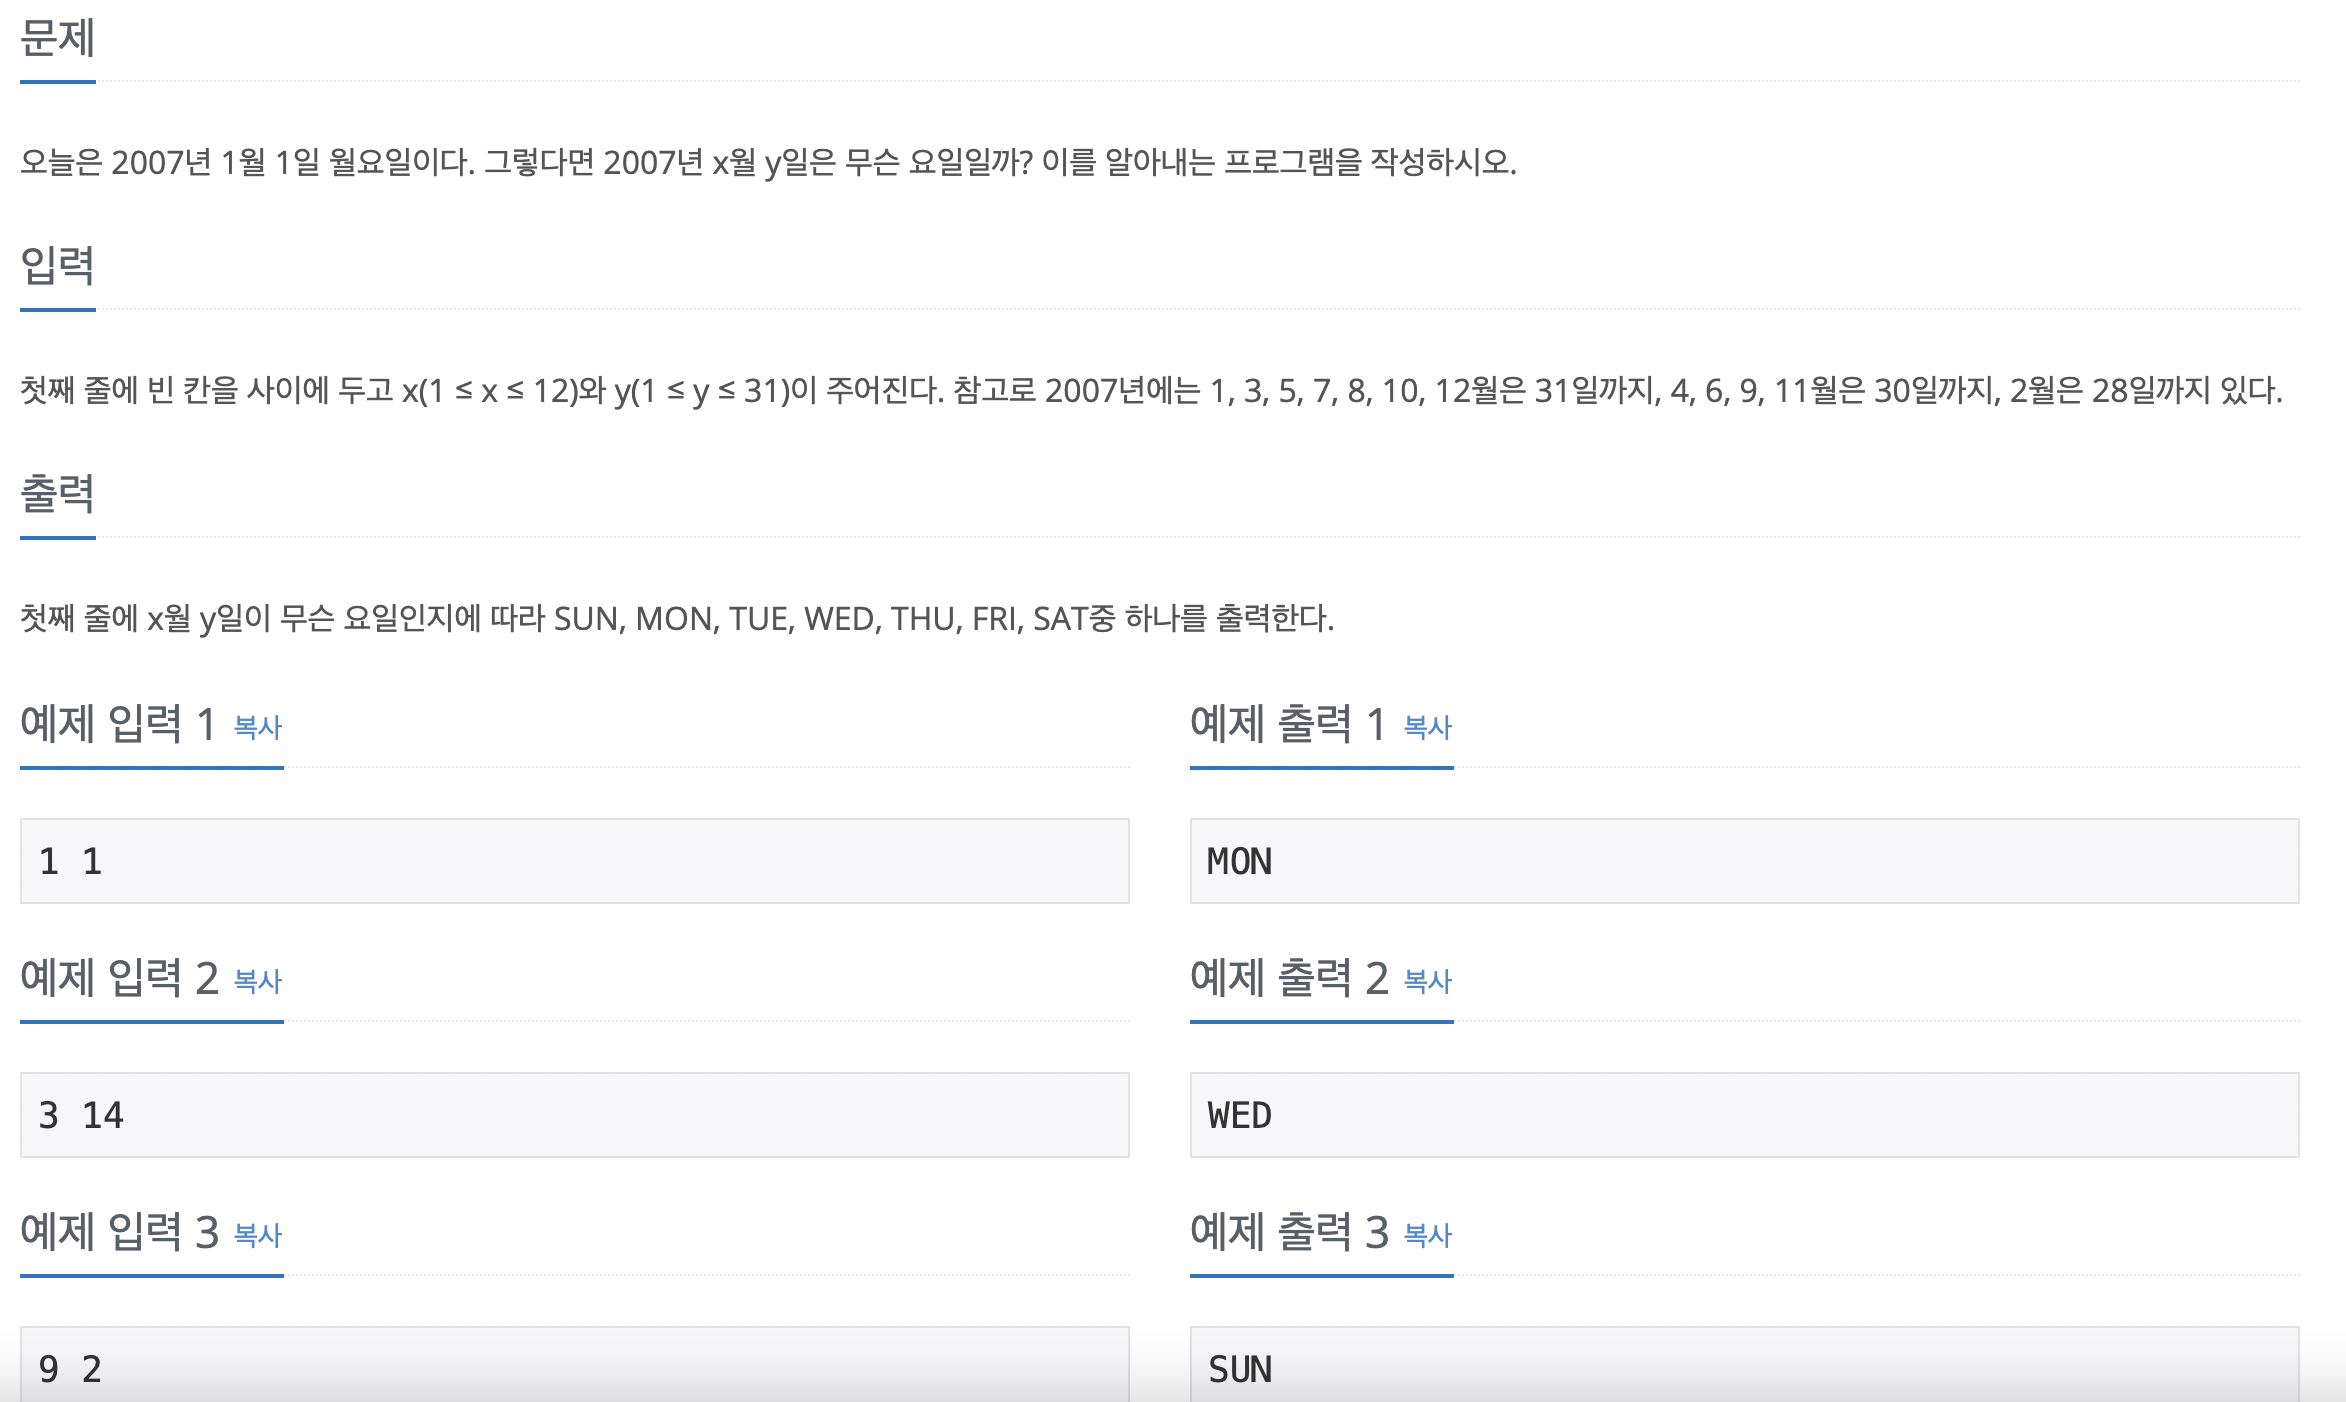 문제
오늘은 2007년 1월 1일 월요일이다. 그렇다면 2007년 x월 y일은 무슨 요일일까? 이를 알아내는 프로그램을 작성하시오.
입력
첫째 줄에 빈 칸을 사이에 두고 x(1 ≤ x ≤ 12)와 y(1 ≤ y ≤ 31)이 주어진다. 참고로 2007년에는 1, 3, 5, 7, 8, 10, 12월은 31일까지, 4, 6, 9, 11월은 30일까지, 2월은 28일까지 있다.
출력
첫째 줄에 x월 y일이 무슨 요일인지에 따라 SUN, MON, TUE, WED, THU, FRI, SAT중 하나를 출력한다.
예제 입력 1 복사
1 1
예제 출력 1 복사
MON
예제 입력 2 복사
3 14
예제 출력 2 복사
WED
예제 입력 3 복사
9 2
예제 출력 3 복사
SUN